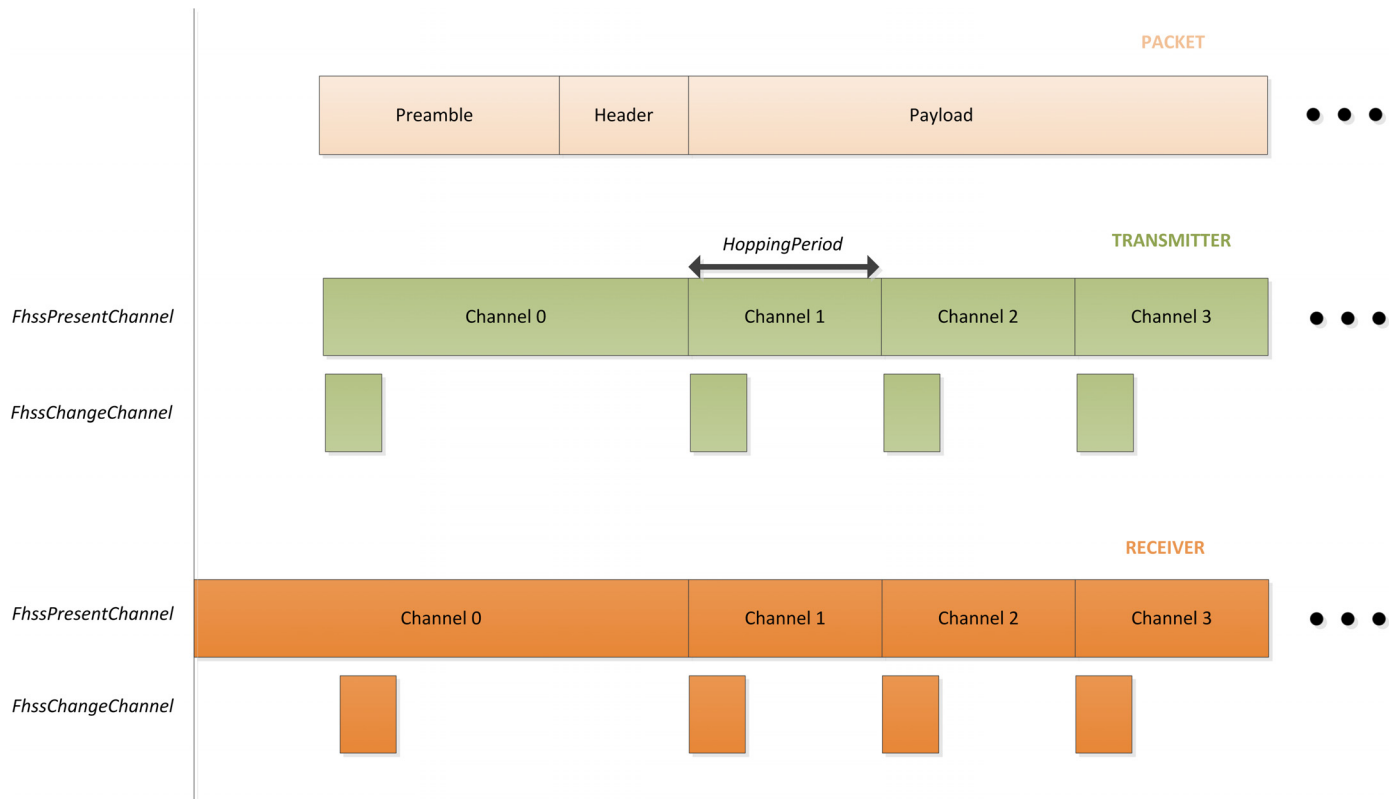 PACKET
Preamble
Header
Payload
HoppingPeriod
TRANSMITTER
FhssPresentChannel
Channel 0
Channel 1
Channel 2
Channel 3
FhssChangeChannel
RECEIVER
FhssPresentChannel
Channel 0
Channel 1
Channel 2
Channel 3
FhssChangeChannel